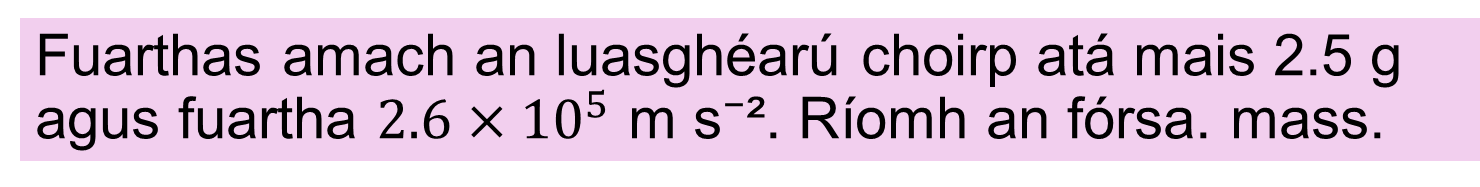 Fuarthas amach an luasghéarú choirp atá mais 2.5 g
agus fuartha 2.6 × 10⁵ m s⁻². Ríomh an fórsa. mass.